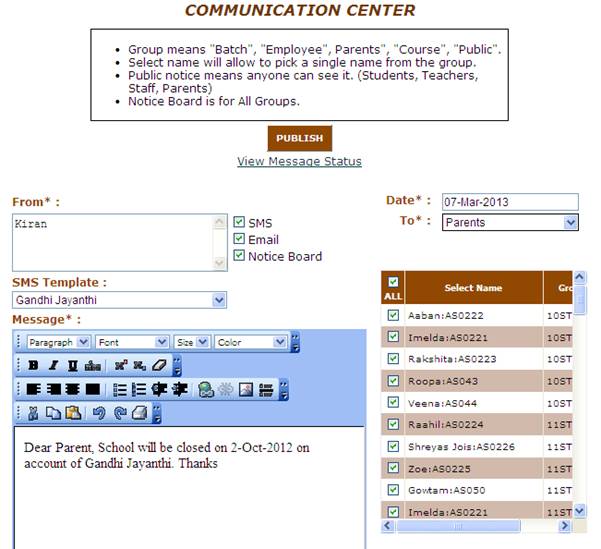 COMMUNICATION CENTER
Group means "Batch", "Employee", Parents", "Course", "Public".
Select name will allow to pick a single name from the group.
Public notice means anyone can see it. (Students, Teachers,
Staff, Parents)
Notice Board is for All Groups.
PUBLISH
View Message Status
From* :
Kiran
SMS
Email
Notice Board
Date* : 07-Mar-2013
To* : Parents
SMS Template :
Gandhi Jayanthi
Message* :
Paragraph Font Size Color
B I U abc x² x₂
Dear Parent, School will be closed on 2-Oct-2012 on
account of Gandhi Jayanthi. Thanks
ALL Select Name Gro
Aaban:AS0222 10ST
Imelda:AS0221 10ST
Rakshita:AS0223 10ST
Roopa:AS043 10ST
Veena:AS044 10ST
Raahil:AS0224 11ST
Shreyas Jois:AS0226 11ST
Zoe:AS0225 11ST
Gowtam:AS050 11ST
Imelda:AS0221 11ST